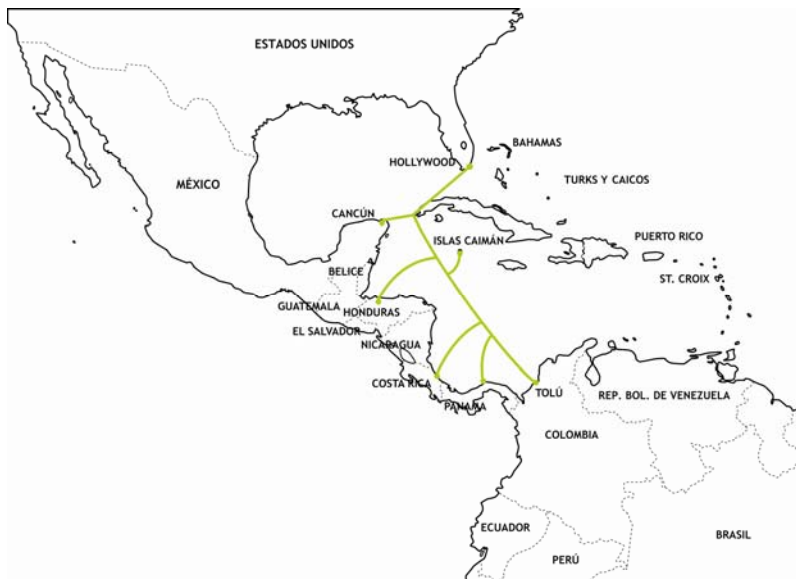 ESTADOS UNIDOS
BAHAMAS
HOLLYWOOD
TURKS Y CAICOS
MÉXICO
CANCÚN
PUERTO RICO
ISLAS CAIMÁN
BELICE
ST. CROIX
GUATEMALA
HONDURAS
EL SALVADOR
NICARAGUA
COSTA RICA
TOLÚ
REP. BOL. DE VENEZUELA
PANAMA
COLOMBIA
ECUADOR
BRASIL
PERÚ